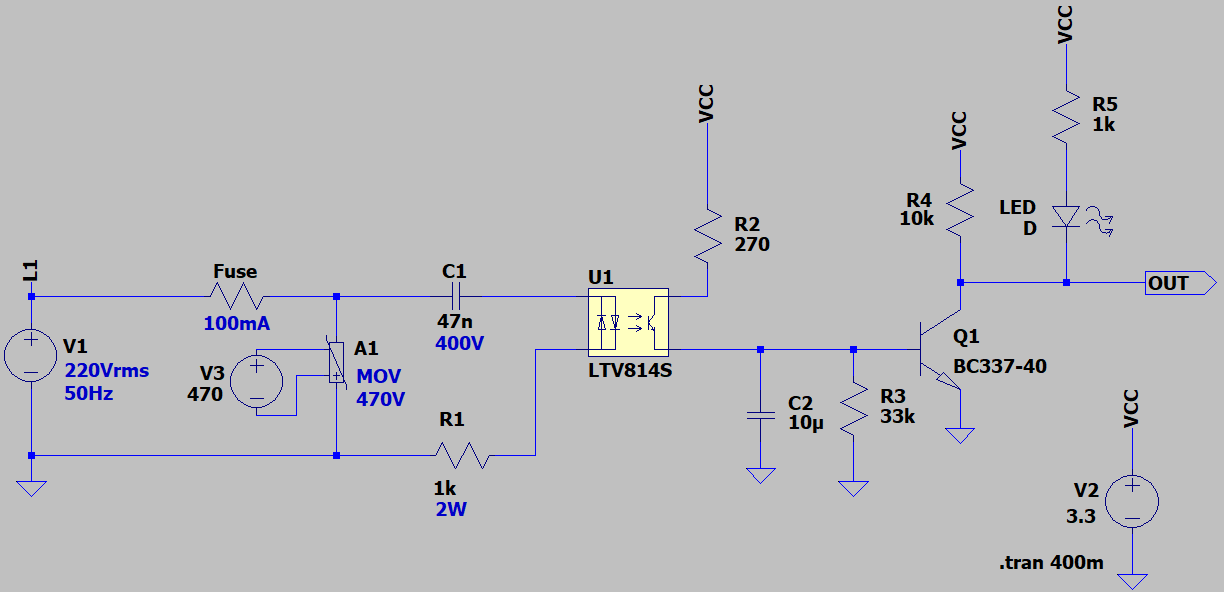 VCC
VCC
R5
1k
VCC
R4
10k
LED
D
R2
270
L1
Fuse
100mA
C1
47n
400V
U1
LTV814S
OUT
V1
220Vrms
50Hz
V3
470
A1
MOV
470V
Q1
BC337-40
R1
1k
2W
C2
10µ
R3
33k
VCC
V2
3.3
.tran 400m